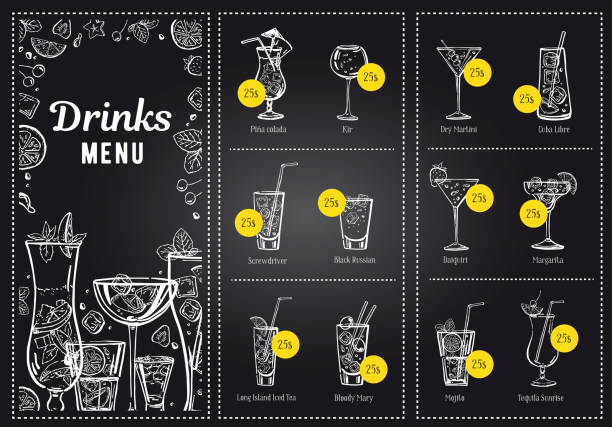 Drinks
MENU
25$
25$
Piña colada
Kir
25$
25$
Screwdriver
Black Russian
25$
25$
Long Island Iced Tea
Bloody Mary
25$
25$
Dry Martini
Cuba Libre
25$
25$
Daiquiri
Margarita
25$
25$
Mojito
Tequila Sunrise